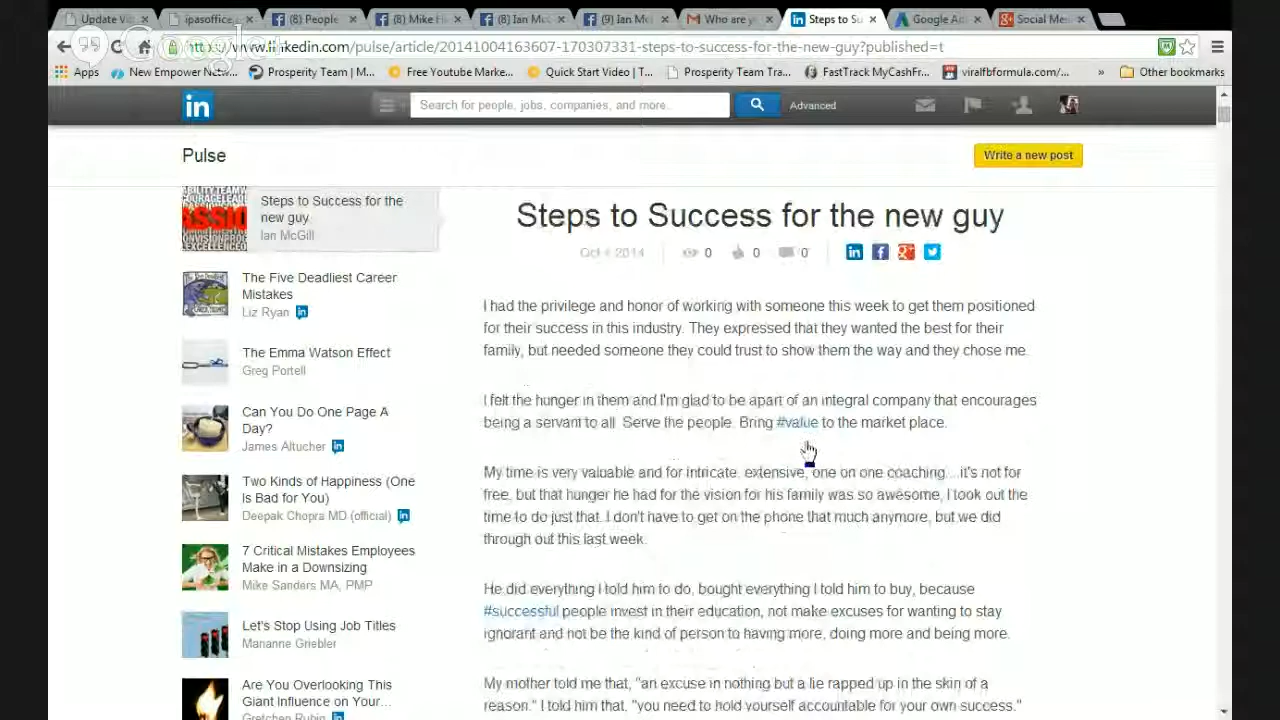 Update Vi
ipasoffice.
(8) People
(8) Mike
(8) Ian Mc
(9) Ian Mc
Who are y
Steps to Su
Google Ad
Social Me
https://www.linkedin.com/pulse/article/20141004163607-170307331-steps-to-success-for-the-new-guy?published=t
Apps
New Empower Netw...
Prosperity Team | M...
Free Youtube Marke...
Quick Start Video | T...
Prosperity Team Tra...
FastTrack MyCashFr...
viralfbformula.com/...
»
Other bookmarks
in
Search for people, jobs, companies, and more.
Advanced
Pulse
Write a new post
Steps to Success for the
new guy
Ian McGill
The Five Deadliest Career
Mistakes
Liz Ryan in
The Emma Watson Effect
Greg Portell
Can You Do One Page A
Day?
James Altucher in
Two Kinds of Happiness (One
Is Bad for You)
Deepak Chopra MD (official) in
7 Critical Mistakes Employees
Make in a Downsizing
Mike Sanders MA, PMP
Let's Stop Using Job Titles
Marianne Griebler
Are You Overlooking This
Giant Influence on Your...
Gretchen Rubin in
Steps to Success for the new guy
Oct 4 2014 0 0 0
I had the privilege and honor of working with someone this week to get them positioned
for their success in this industry. They expressed that they wanted the best for their
family, but needed someone they could trust to show them the way and they chose me.
I felt the hunger in them and I'm glad to be apart of an integral company that encourages
being a servant to all. Serve the people. Bring #value to the market place.
My time is very valuable and for intricate, extensive, one on one coaching...it's not for
free, but that hunger he had for the vision for his family was so awesome, I took out the
time to do just that. I don't have to get on the phone that much anymore, but we did
through out this last week.
He did everything I told him to do, bought everything I told him to buy, because
#successful people invest in their education, not make excuses for wanting to stay
ignorant and not be the kind of person to having more, doing more and being more.
My mother told me that, "an excuse in nothing but a lie rapped up in the skin of a
reason." I told him that, "you need to hold yourself accountable for your own success."